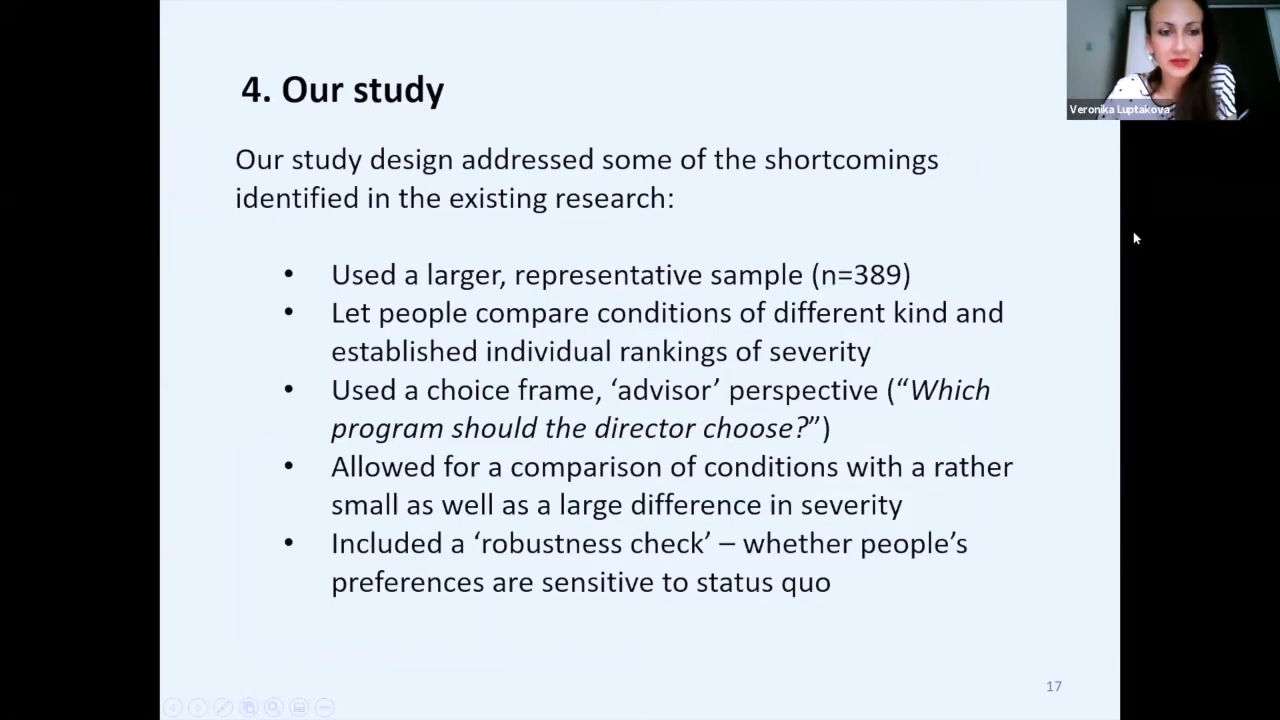 4. Our study
Veronika Luptakova
Our study design addressed some of the shortcomings
identified in the existing research:
• Used a larger, representative sample (n=389)
• Let people compare conditions of different kind and
established individual rankings of severity
• Used a choice frame, ‘advisor’ perspective (“Which
program should the director choose?”)
• Allowed for a comparison of conditions with a rather
small as well as a large difference in severity
• Included a ‘robustness check’ – whether people’s
preferences are sensitive to status quo
17